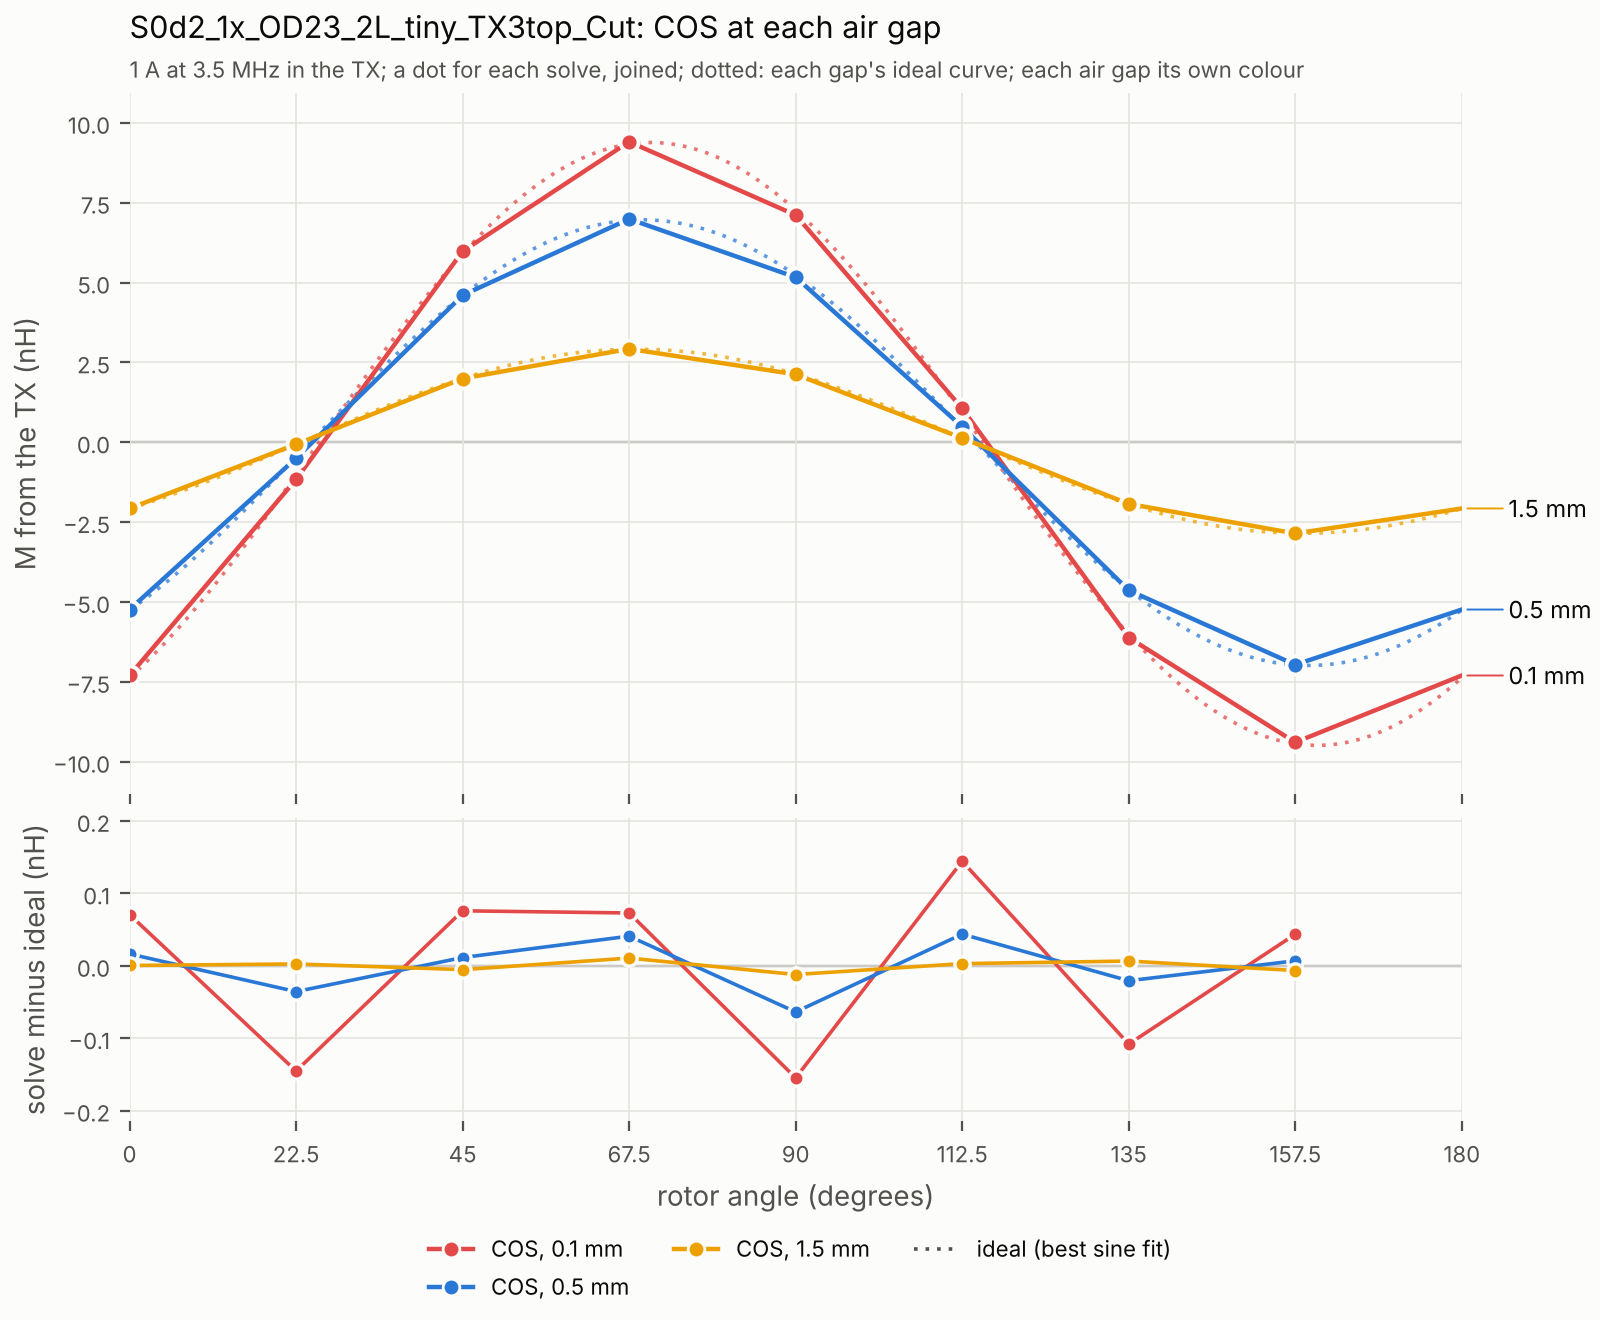 S0d2_1x_OD23_2L_tiny_TX3top_Cut: COS at each air gap
1 A at 3.5 MHz in the TX; a dot for each solve, joined; dotted: each gap's ideal curve; each air gap its own colour
M from the TX (nH)
10.0
7.5
5.0
2.5
0.0
−2.5
−5.0
−7.5
−10.0
1.5 mm
0.5 mm
0.1 mm
solve minus ideal (nH)
0.2
0.1
0.0
−0.1
−0.2
0 22.5 45 67.5 90 112.5 135 157.5 180
rotor angle (degrees)
COS, 0.1 mm COS, 1.5 mm ideal (best sine fit)
COS, 0.5 mm